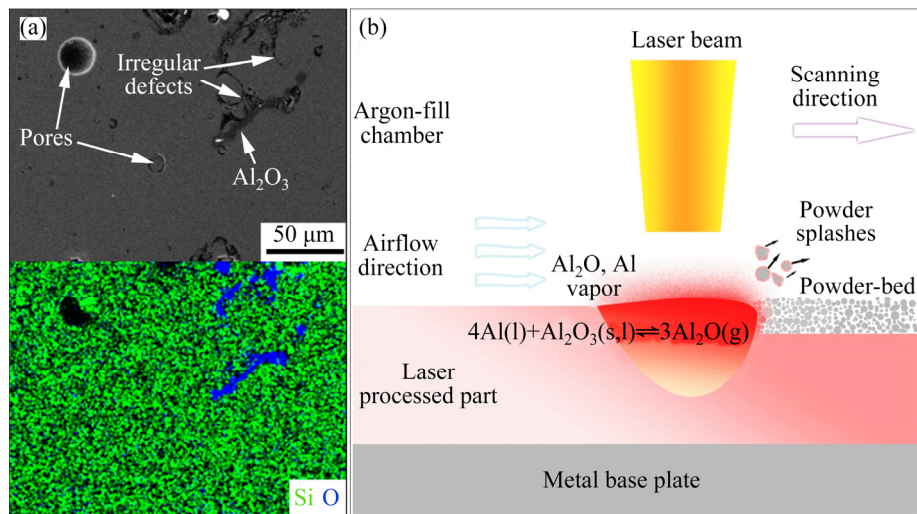 (a)
Irregular
defects
Pores
Al₂O₃
50 μm
Si O
(b)
Laser beam
Scanning
direction
Argon-fill
chamber
Powder
splashes
Airflow
direction
Al₂O, Al
vapor
Powder-bed
4Al(l)+Al₂O₃(s,l)⇌3Al₂O(g)
Laser
processed part
Metal base plate